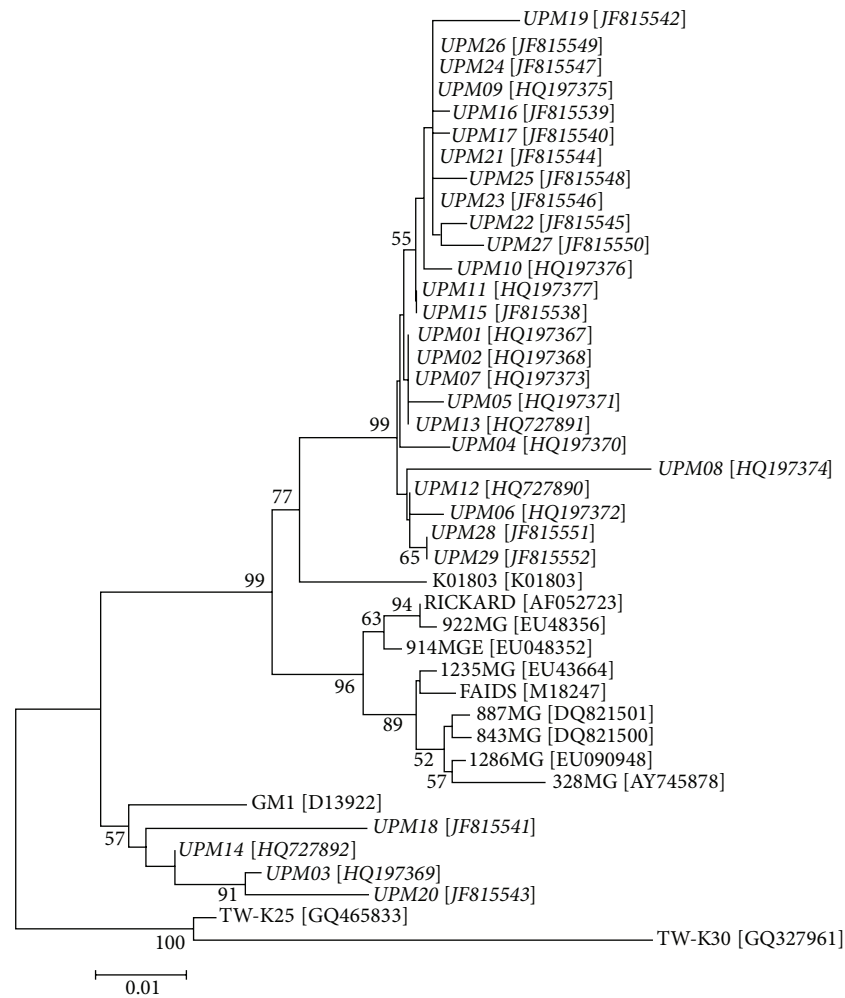 UPM19 [JF815542]
UPM26 [JF815549]
UPM24 [JF815547]
UPM09 [HQ197375]
UPM16 [JF815539]
UPM17 [JF815540]
UPM21 [JF815544]
UPM25 [JF815548]
UPM23 [JF815546]
UPM22 [JF815545]
55
UPM27 [JF815550]
UPM10 [HQ197376]
UPM11 [HQ197377]
UPM15 [JF815538]
UPM01 [HQ197367]
UPM02 [HQ197368]
UPM07 [HQ197373]
UPM05 [HQ197371]
99
UPM13 [HQ727891]
UPM04 [HQ197370]
UPM08 [HQ197374]
77
UPM12 [HQ727890]
UPM06 [HQ197372]
UPM28 [JF815551]
65
UPM29 [JF815552]
99
K01803 [K01803]
94
RICKARD [AF052723]
63
922MG [EU48356]
914MGE [EU048352]
96
1235MG [EU43664]
FAIDS [M18247]
89
887MG [DQ821501]
843MG [DQ821500]
52
1286MG [EU090948]
57
328MG [AY745878]
GM1 [D13922]
57
UPM18 [JF815541]
UPM14 [HQ727892]
UPM03 [HQ197369]
91
UPM20 [JF815543]
TW-K25 [GQ465833]
100
TW-K30 [GQ327961]
0.01